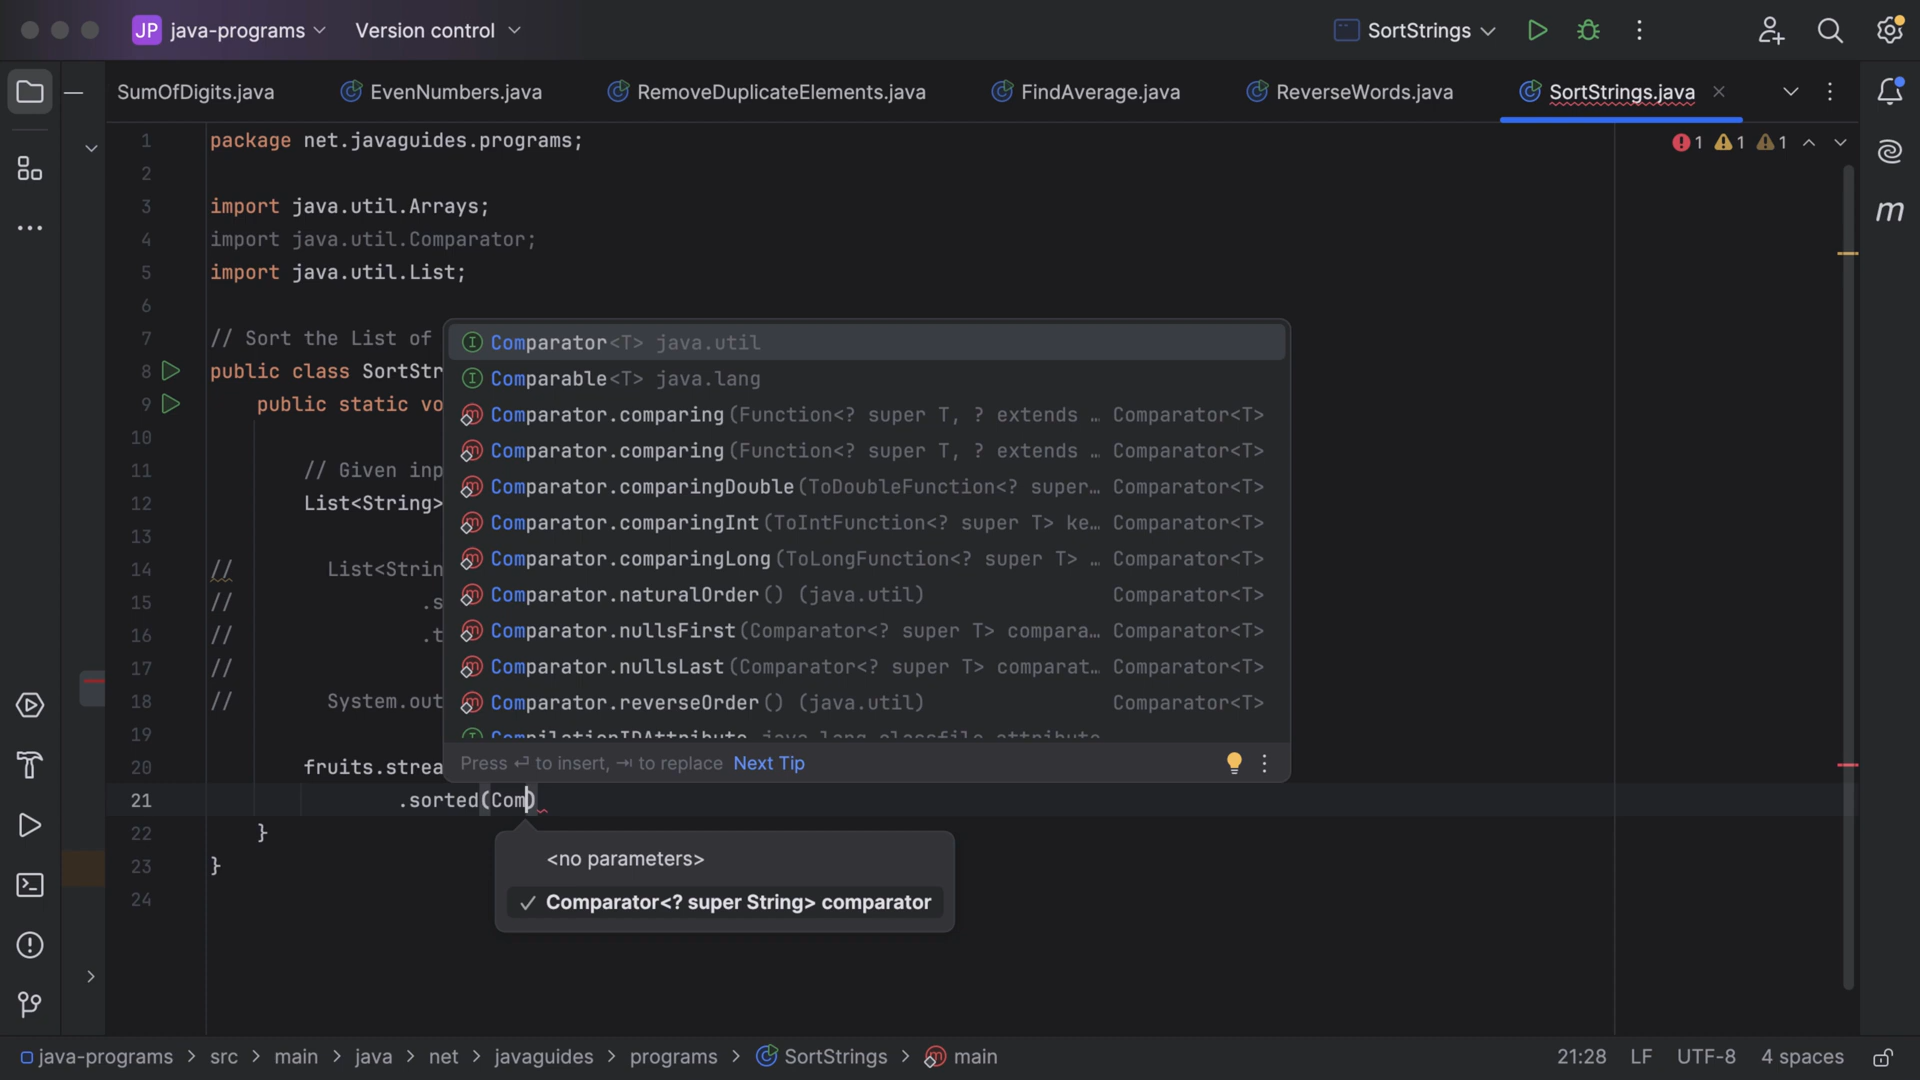 JP java-programs Version control SortStrings
SumOfDigits.java EvenNumbers.java RemoveDuplicateElements.java FindAverage.java ReverseWords.java SortStrings.java
1 package net.javaguides.programs; 1 1 1
2
3 import java.util.Arrays;
4 import java.util.Comparator;
5 import java.util.List;
6
7 // Sort the List of
8 public class SortStr
9 public static vo
10
11 // Given inp
12 List<String>
13
14 // List<Strin
15 // .s
16 // .t
17 //
18 // System.out
19
20 fruits.strea
21 .sorted(Com)
22 }
23 }
24
Comparator<T> java.util
Comparable<T> java.lang
Comparator.comparing(Function<? super T, ? extends … Comparator<T>
Comparator.comparing(Function<? super T, ? extends … Comparator<T>
Comparator.comparingDouble(ToDoubleFunction<? super… Comparator<T>
Comparator.comparingInt(ToIntFunction<? super T> ke… Comparator<T>
Comparator.comparingLong(ToLongFunction<? super T> … Comparator<T>
Comparator.naturalOrder() (java.util) Comparator<T>
Comparator.nullsFirst(Comparator<? super T> compara… Comparator<T>
Comparator.nullsLast(Comparator<? super T> comparat… Comparator<T>
Comparator.reverseOrder() (java.util) Comparator<T>
CompilationIDAttribute java.lang.classfile.attribute
Press ⏎ to insert, ⇥ to replace Next Tip
<no parameters>
✓ Comparator<? super String> comparator
m
java-programs > src > main > java > net > javaguides > programs > SortStrings > main 21:28 LF UTF-8 4 spaces